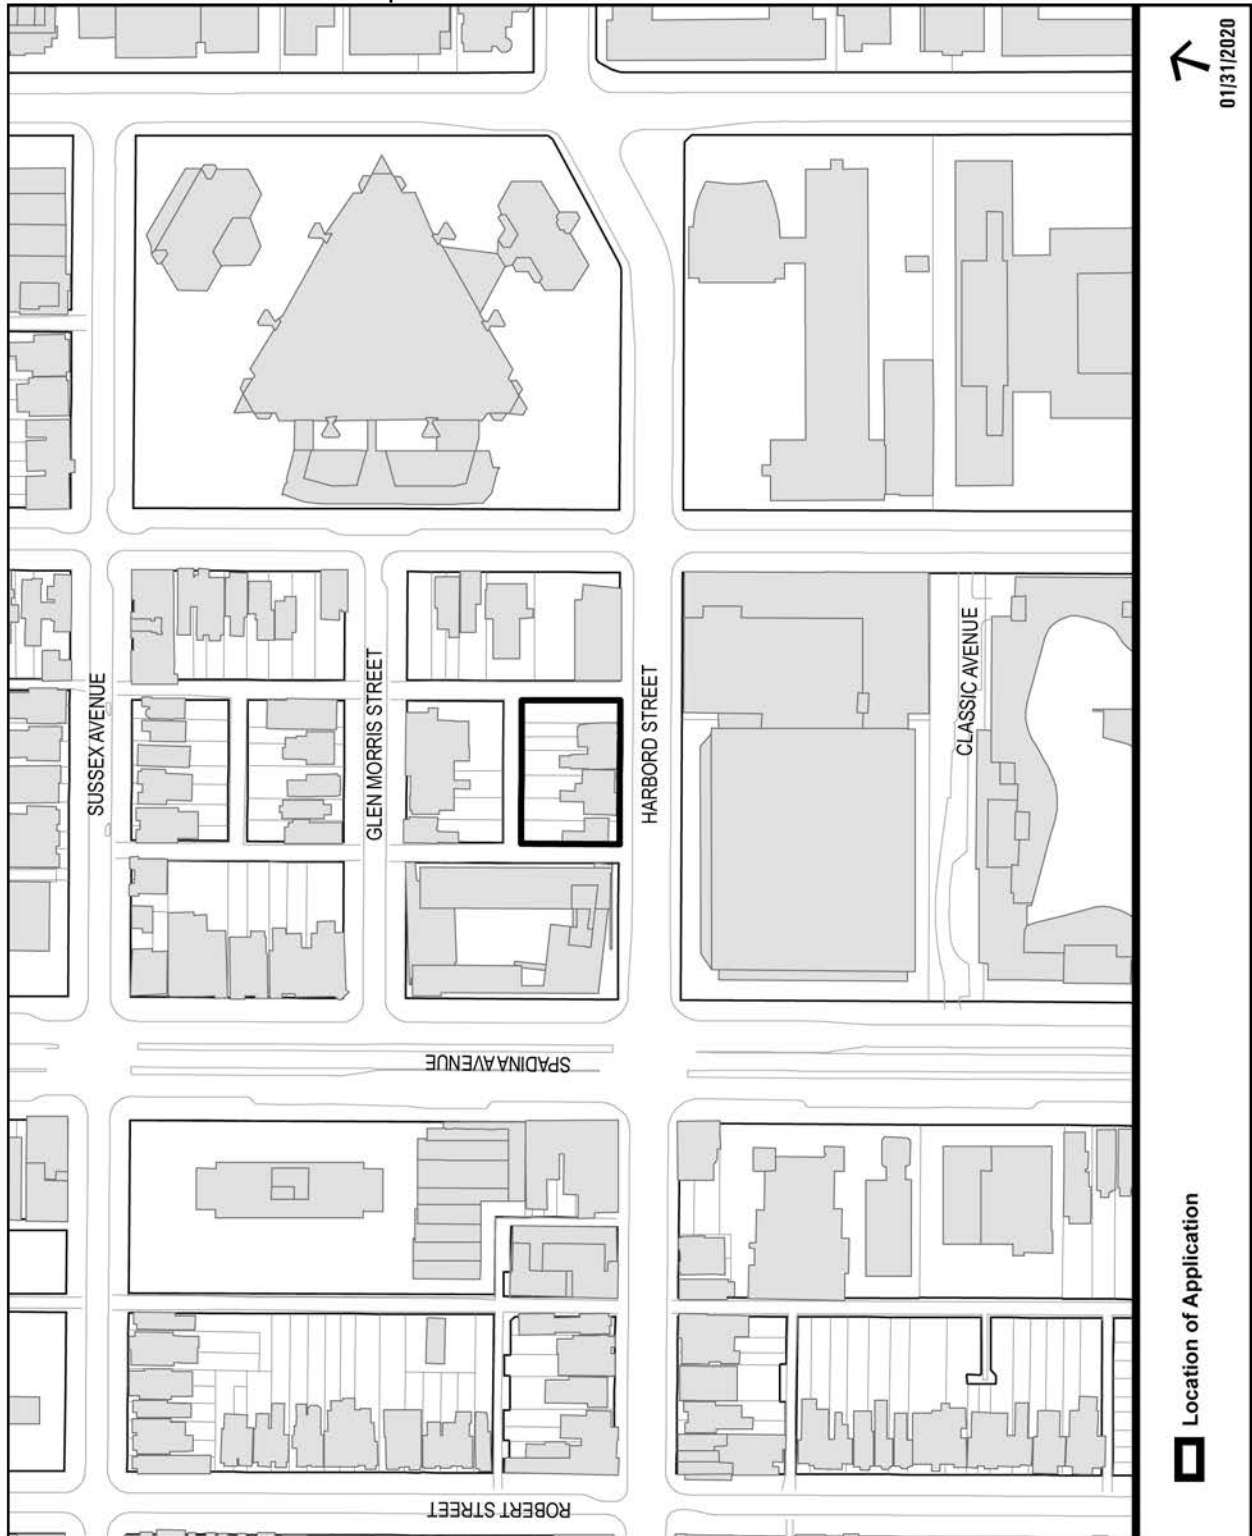 SUSSEX AVENUE
GLEN MORRIS STREET
HARBORD STREET
CLASSIC AVENUE
SPADINA AVENUE
ROBERT STREET
Location of Application
01/31/2020